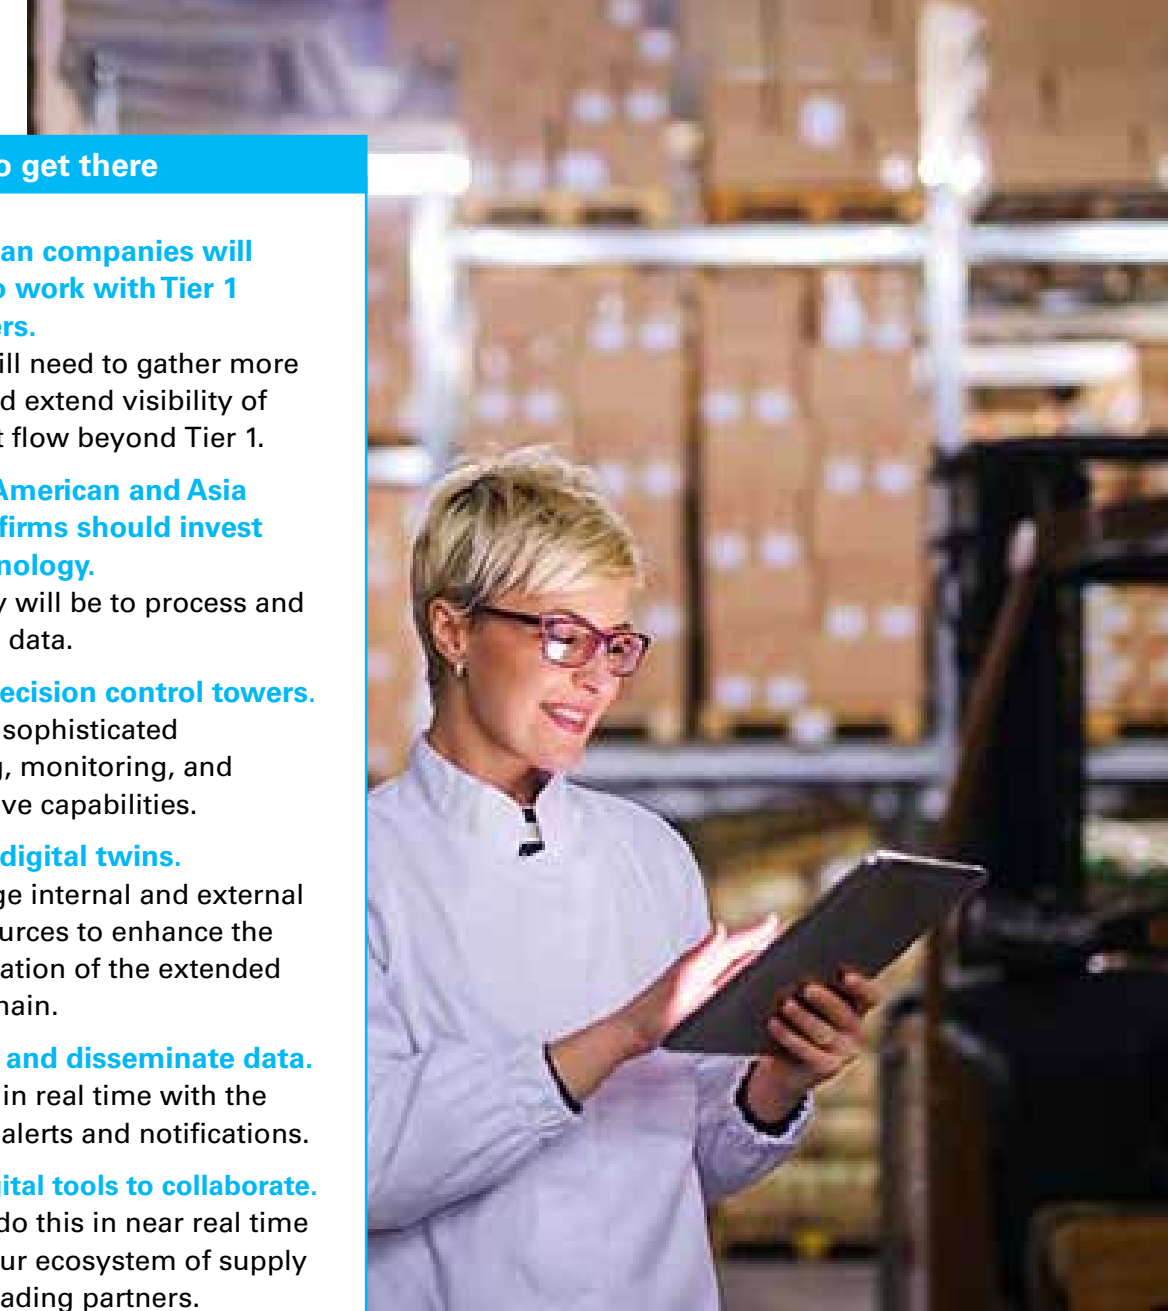 o get there
an companies will
o work with Tier 1
ers.
ill need to gather more
d extend visibility of
t flow beyond Tier 1.
American and Asia
firms should invest
nology.
y will be to process and
data.
ecision control towers.
sophisticated
g, monitoring, and
ve capabilities.
digital twins.
ge internal and external
urces to enhance the
ation of the extended
hain.
and disseminate data.
in real time with the
alerts and notifications.
gital tools to collaborate.
do this in near real time
ur ecosystem of supply
ading partners.